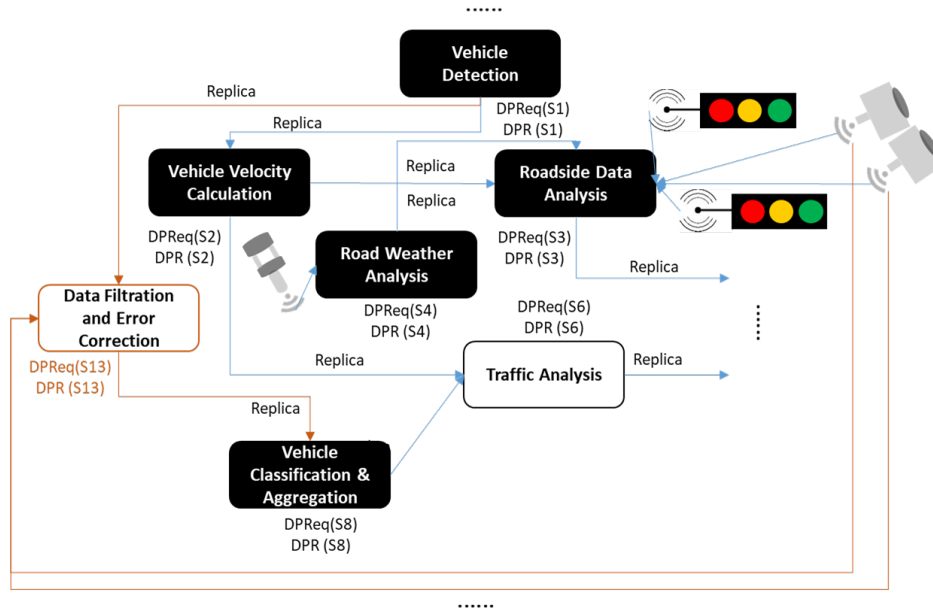 ......
Vehicle
Detection
Replica
DPReq(S1)
DPR (S1)
Replica
Vehicle Velocity
Calculation
Replica
Replica
Roadside Data
Analysis
DPReq(S2)
DPR (S2)
Road Weather
Analysis
DPReq(S3)
DPR (S3)
Replica
DPReq(S4)
DPR (S4)
Data Filtration
and Error
Correction
DPReq(S6)
DPR (S6)
......
DPReq(S13)
DPR (S13)
Replica
Traffic Analysis
Replica
Replica
Vehicle
Classification &
Aggregation
DPReq(S8)
DPR (S8)
......